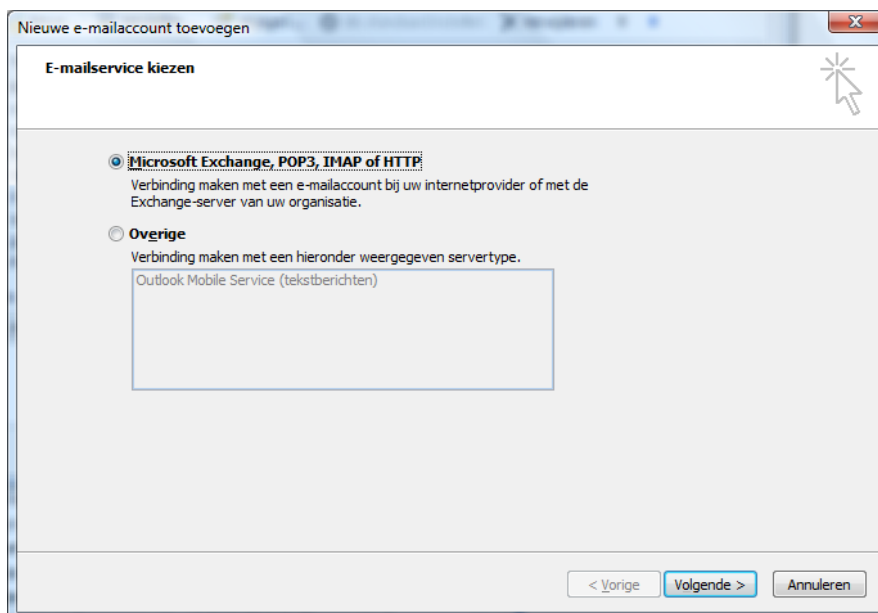 Nieuwe e-mailaccount toevoegen
E-mailservice kiezen
Microsoft Exchange, POP3, IMAP of HTTP
Verbinding maken met een e-mailaccount bij uw internetprovider of met de
Exchange-server van uw organisatie.
Overige
Verbinding maken met een hieronder weergegeven servertype.
Outlook Mobile Service (tekstberichten)
< Vorige
Volgende >
Annuleren